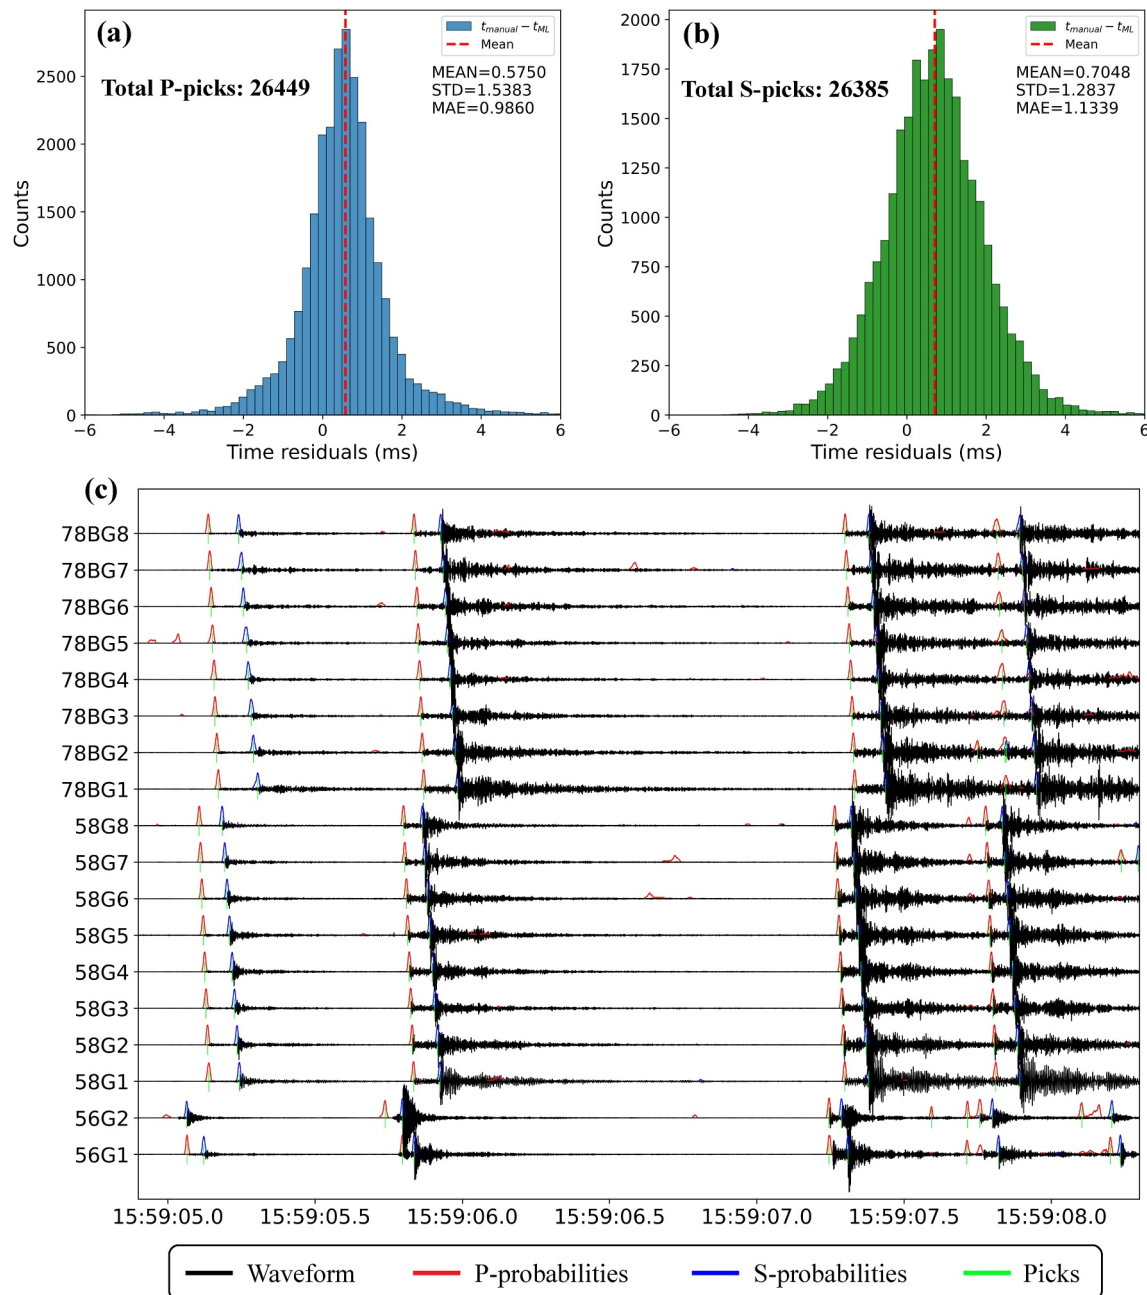 (a)
t_manual − t_ML
Mean
Total P-picks: 26449
MEAN=0.5750
STD=1.5383
MAE=0.9860
Counts
2500
2000
1500
1000
500
0
−6 −4 −2 0 2 4 6
Time residuals (ms)
(b)
t_manual − t_ML
Mean
Total S-picks: 26385
MEAN=0.7048
STD=1.2837
MAE=1.1339
Counts
2000
1750
1500
1250
1000
750
500
250
0
−6 −4 −2 0 2 4 6
Time residuals (ms)
(c)
78BG8
78BG7
78BG6
78BG5
78BG4
78BG3
78BG2
78BG1
58G8
58G7
58G6
58G5
58G4
58G3
58G2
58G1
56G2
56G1
15:59:05.0 15:59:05.5 15:59:06.0 15:59:06.5 15:59:07.0 15:59:07.5 15:59:08.0
Waveform P-probabilities S-probabilities Picks